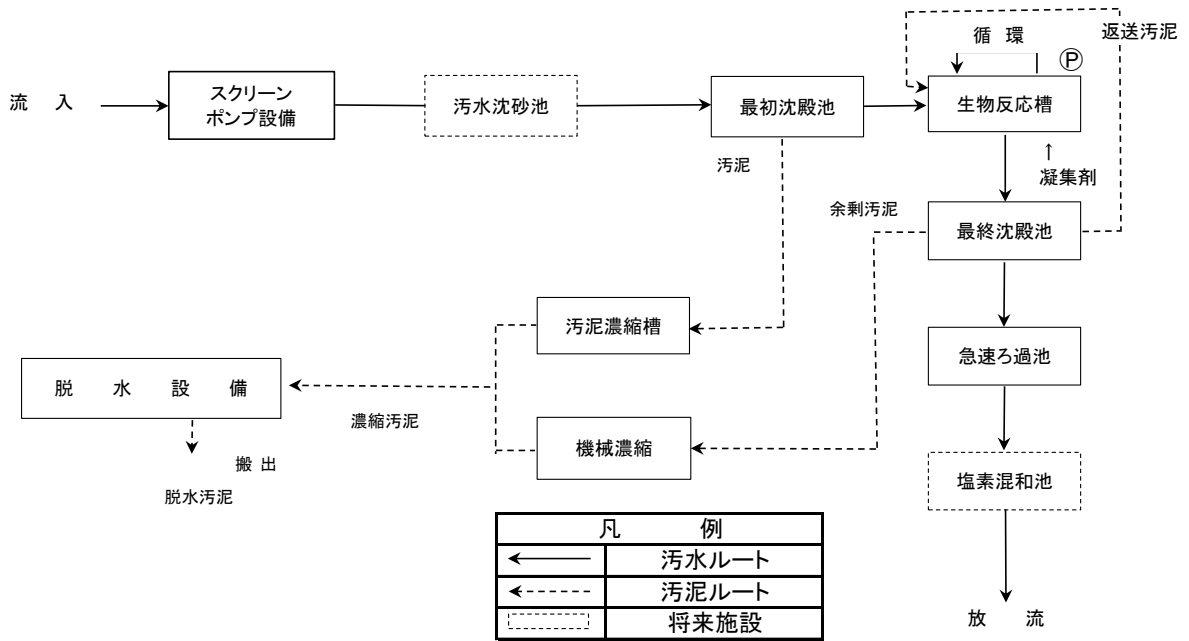 返送汚泥
循 環
Ⓟ
流 入
スクリーン
ポンプ設備
汚水沈砂池
最初沈殿池
生物反応槽
汚泥
↑
凝集剤
余剰汚泥
最終沈殿池
汚泥濃縮槽
急速ろ過池
脱 水 設 備
濃縮汚泥
機械濃縮
搬 出
脱水汚泥
塩素混和池
凡 例
汚水ルート
汚泥ルート
将来施設
放 流